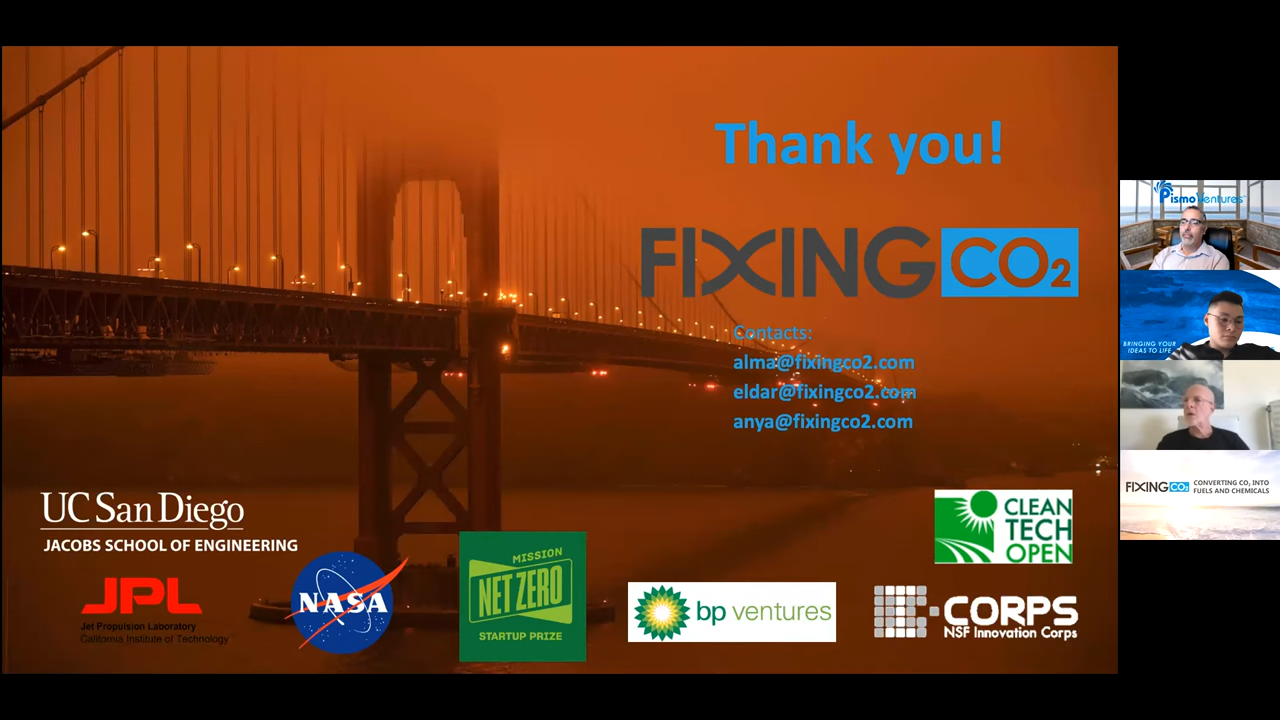 Thank you!
FIXING CO2
Contacts:
alma@fixingco2.com
eldar@fixingco2.com
anya@fixingco2.com
UC San Diego
JACOBS SCHOOL OF ENGINEERING
JPL
Jet Propulsion Laboratory
California Institute of Technology
NASA
MISSION
NET ZERO
STARTUP PRIZE
bp ventures
CLEAN
TECH
OPEN
I-CORPS
NSF Innovation Corps
PismoVentures
BRINGING YOUR
IDEAS TO LIFE
FIXING CO2
CONVERTING CO2 INTO
FUELS AND CHEMICALS